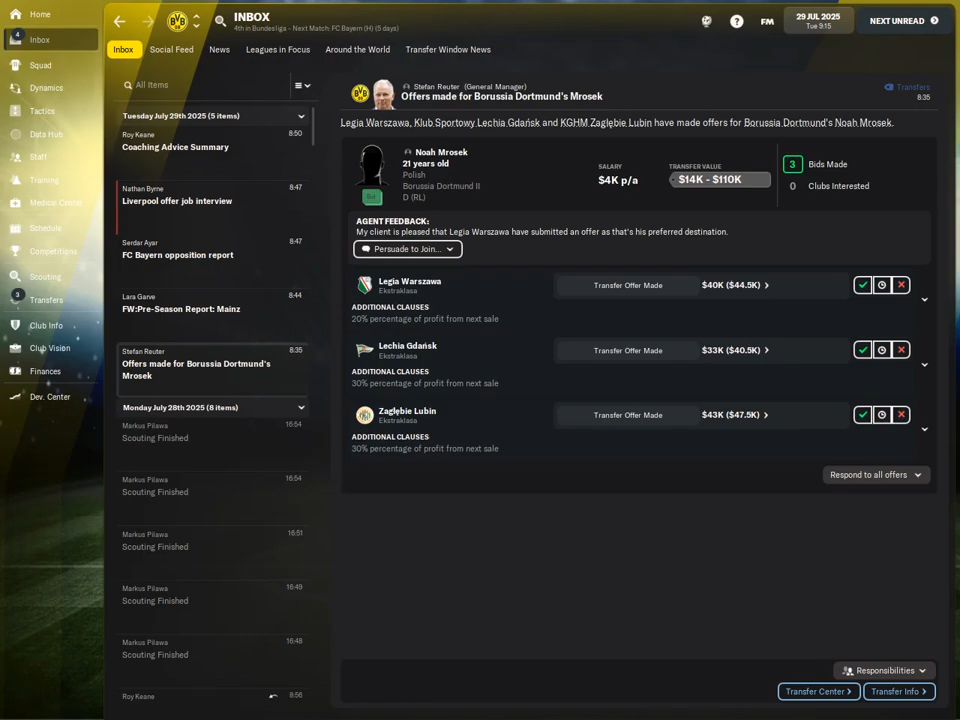 Home
4
Inbox
Squad
Dynamics
Tactics
Data Hub
Staff
Training
Medical Center
Schedule
Competitions
Scouting
3
Transfers
Club Info
Club Vision
Finances
Dev. Center
INBOX
4th in Bundesliga - Next Match: FC Bayern (H) (5 days)
? FM
29 JUL 2025
Tue 9:15
NEXT UNREAD
Inbox Social Feed News Leagues in Focus Around the World Transfer Window News
All Items
Tuesday July 29th 2025 (5 items)
Roy Keane 8:50
Coaching Advice Summary
Nathan Byrne 8:47
Liverpool offer job interview
Serdar Ayar 8:47
FC Bayern opposition report
Lara Garve 8:44
FW:Pre-Season Report: Mainz
Stefan Reuter 8:35
Offers made for Borussia Dortmund's
Mrosek
Monday July 28th 2025 (8 items)
Markus Pilawa 16:54
Scouting Finished
Markus Pilawa 16:54
Scouting Finished
Markus Pilawa 16:51
Scouting Finished
Markus Pilawa 16:49
Scouting Finished
Markus Pilawa 16:48
Scouting Finished
Roy Keane 8:56
Stefan Reuter (General Manager) Transfers
Offers made for Borussia Dortmund's Mrosek 8:35
Legia Warszawa, Klub Sportowy Lechia Gdańsk and KGHM Zagłębie Lubin have made offers for Borussia Dortmund's Noah Mrosek.
Noah Mrosek
21 years old
Polish
Borussia Dortmund II
D (RL)
SALARY
$4K p/a
TRANSFER VALUE
$14K - $110K
3 Bids Made
0 Clubs Interested
AGENT FEEDBACK:
My client is pleased that Legia Warszawa have submitted an offer as that's his preferred destination.
Persuade to Join...
Legia Warszawa
Ekstraklasa
Transfer Offer Made $40K ($44.5K)
ADDITIONAL CLAUSES
20% percentage of profit from next sale
Lechia Gdańsk
Ekstraklasa
Transfer Offer Made $33K ($40.5K)
ADDITIONAL CLAUSES
30% percentage of profit from next sale
Zagłębie Lubin
Ekstraklasa
Transfer Offer Made $43K ($47.5K)
ADDITIONAL CLAUSES
30% percentage of profit from next sale
Respond to all offers
Responsibilities
Transfer Center Transfer Info